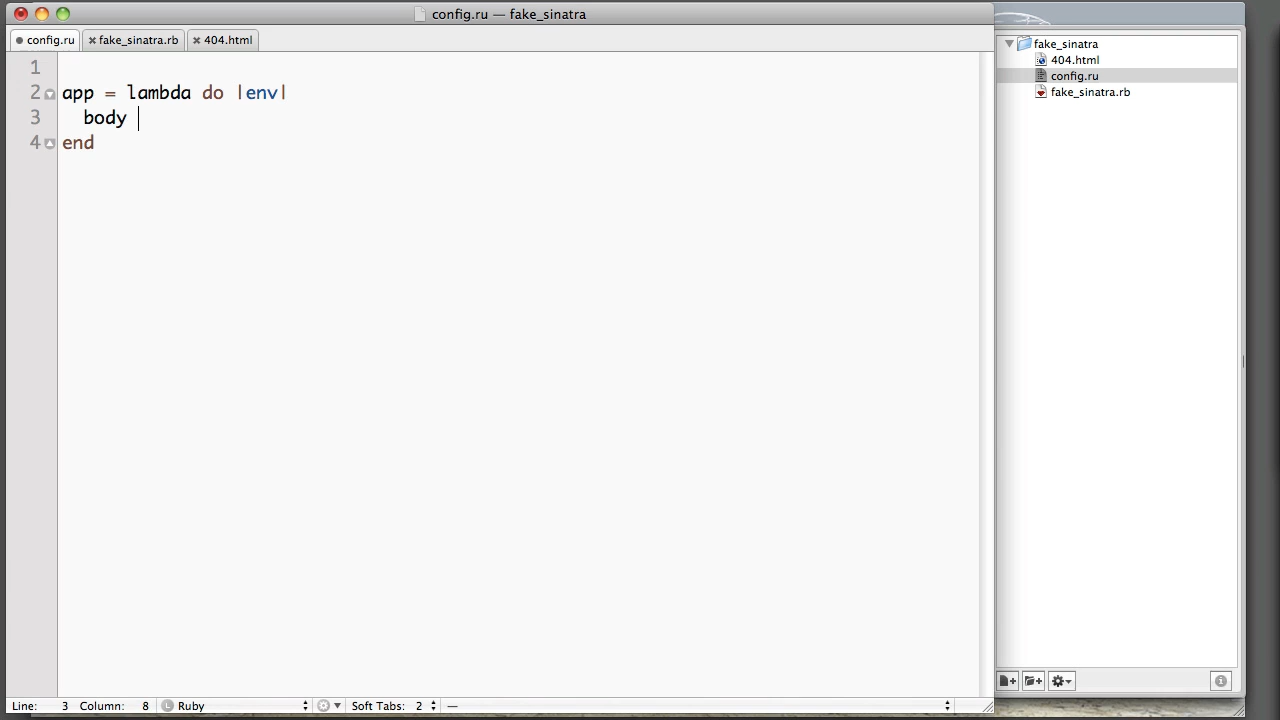 config.ru — fake_sinatra
config.ru
fake_sinatra.rb
404.html
1
2 app = lambda do |env|
3 body
4 end
fake_sinatra
404.html
config.ru
fake_sinatra.rb
Line: 3 Column: 8 L Ruby Soft Tabs: 2 —